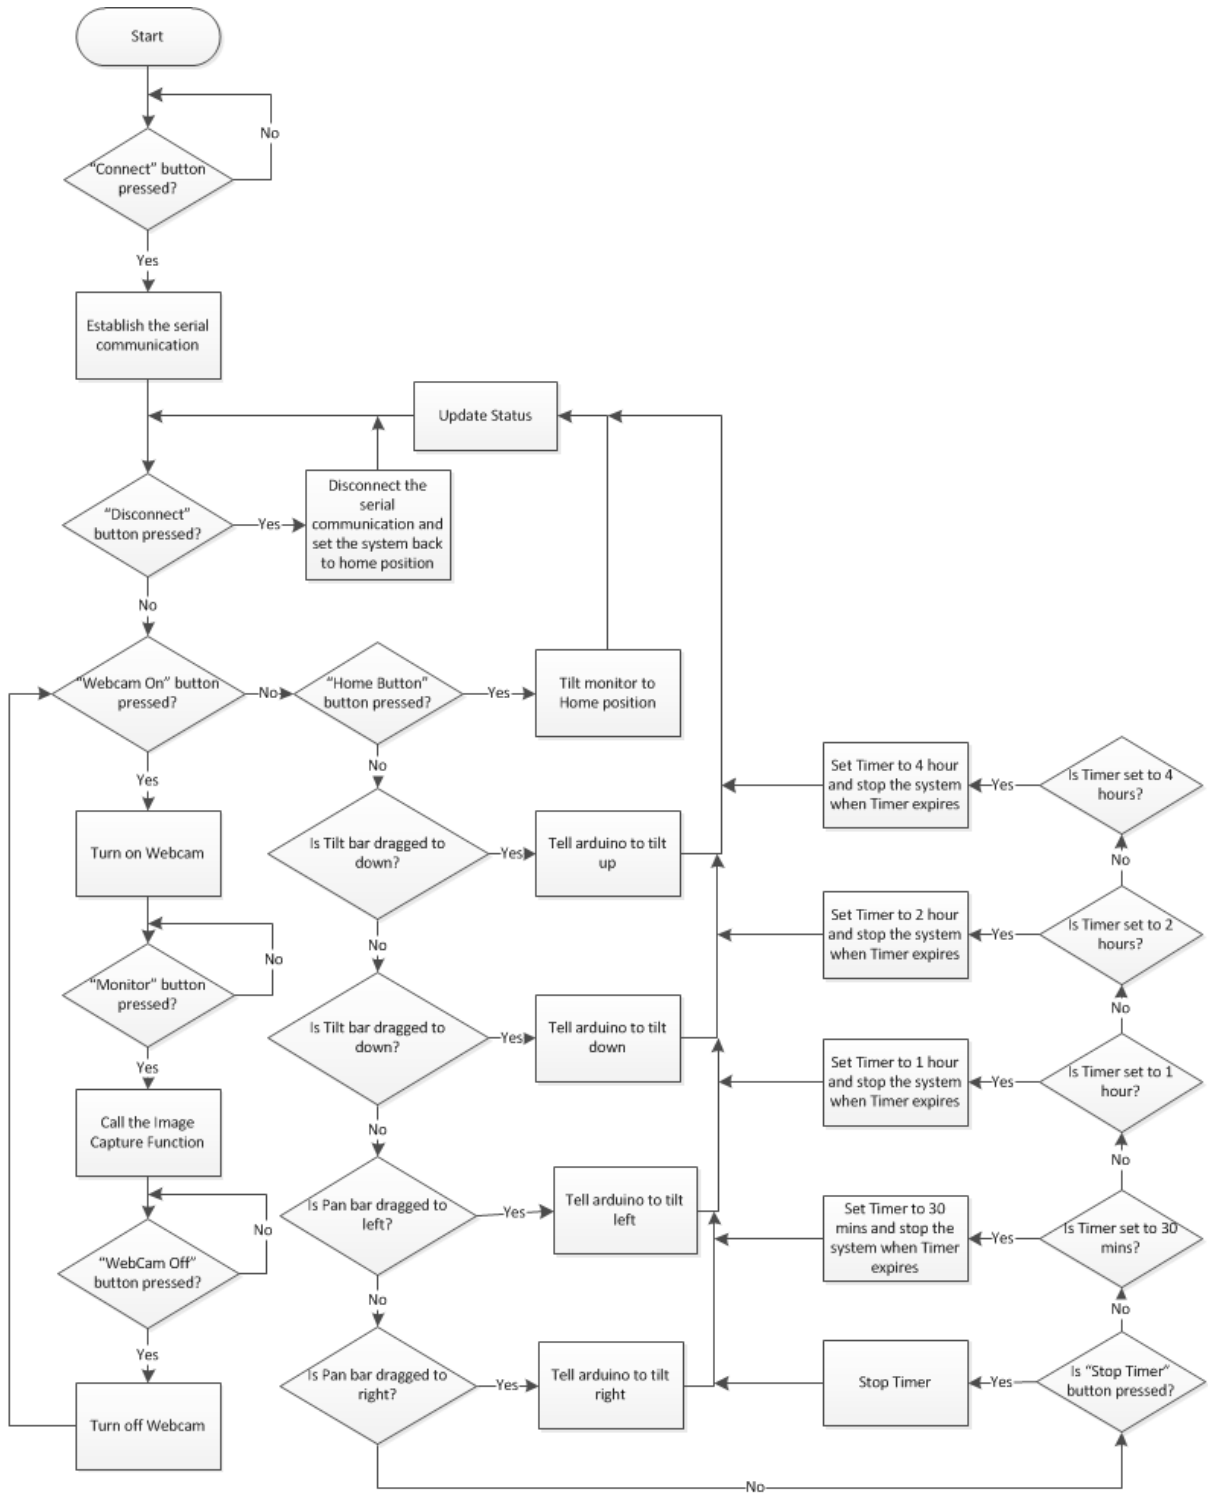 Start
No
“Connect” button
pressed?
Yes
Establish the serial
communication
Update Status
“Disconnect”
button pressed?
Yes
Disconnect the
serial
communication and
set the system back
to home position
No
“Webcam On” button
pressed?
No
“Home Button”
button pressed?
Yes
Tilt monitor to
Home position
Yes
Turn on Webcam
No
“Monitor” button
pressed?
Yes
Call the Image
Capture Function
No
“WebCam Off”
button pressed?
Yes
Turn off Webcam
No
Is Tilt bar dragged to
down?
Yes
Tell arduino to tilt
up
No
Is Tilt bar dragged to
down?
Yes
Tell arduino to tilt
down
No
Is Pan bar dragged to
left?
Yes
Tell arduino to tilt
left
No
Is Pan bar dragged to
right?
Yes
Tell arduino to tilt
right
No
Set Timer to 4 hour
and stop the system
when Timer expires
Yes
Is Timer set to 4
hours?
No
Set Timer to 2 hour
and stop the system
when Timer expires
Yes
Is Timer set to 2
hours?
No
Set Timer to 1 hour
and stop the system
when Timer expires
Yes
Is Timer set to 1
hour?
No
Set Timer to 30
mins and stop the
system when Timer
expires
Yes
Is Timer set to 30
mins?
No
Stop Timer
Yes
Is “Stop Timer”
button pressed?